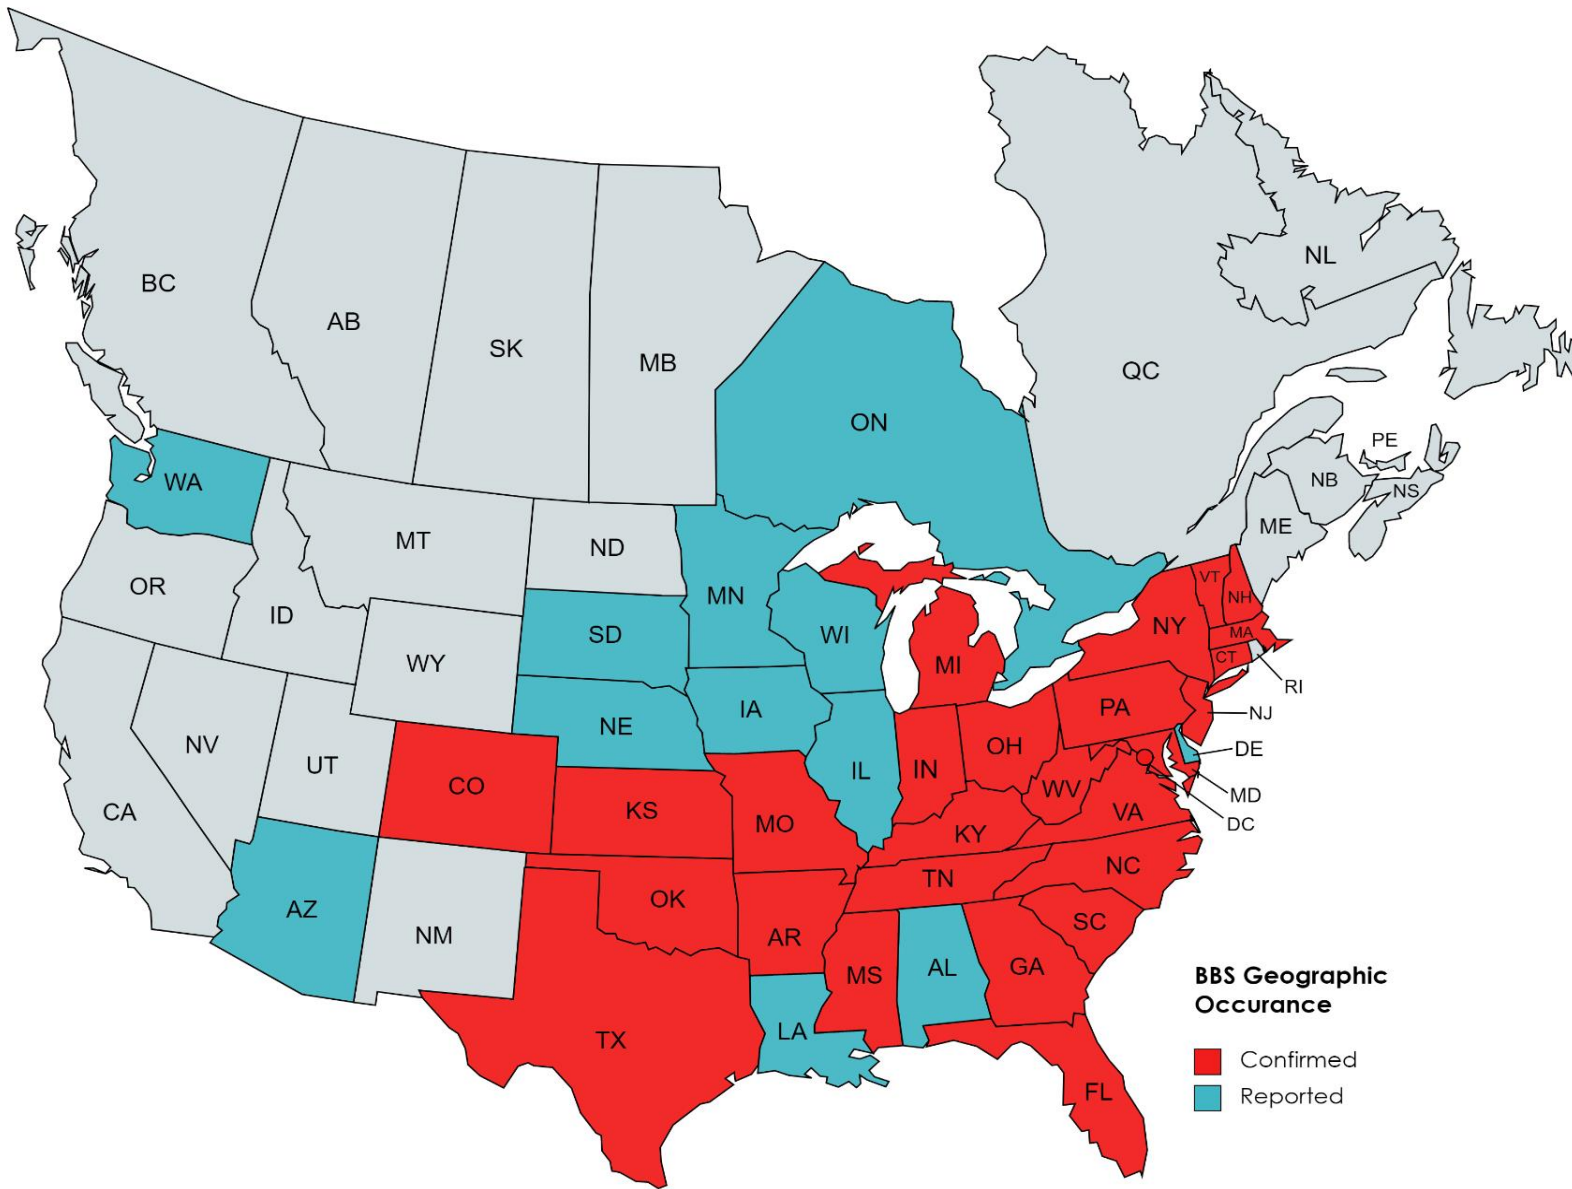 NL
BC
AB
SK
MB
QC
ON
PE
NB
NS
WA
ME
MT
ND
OR
VT
NH
MN
ID
SD
WI
NY
MA
WY
MI
CT
RI
NE
IA
PA
NJ
NV
OH
DE
UT
IL
IN
CO
WV
MD
CA
KS
MO
KY
VA
DC
TN
NC
OK
AZ
AR
SC
NM
MS
AL
GA
BBS Geographic
Occurance
LA
TX
Confirmed
FL
Reported